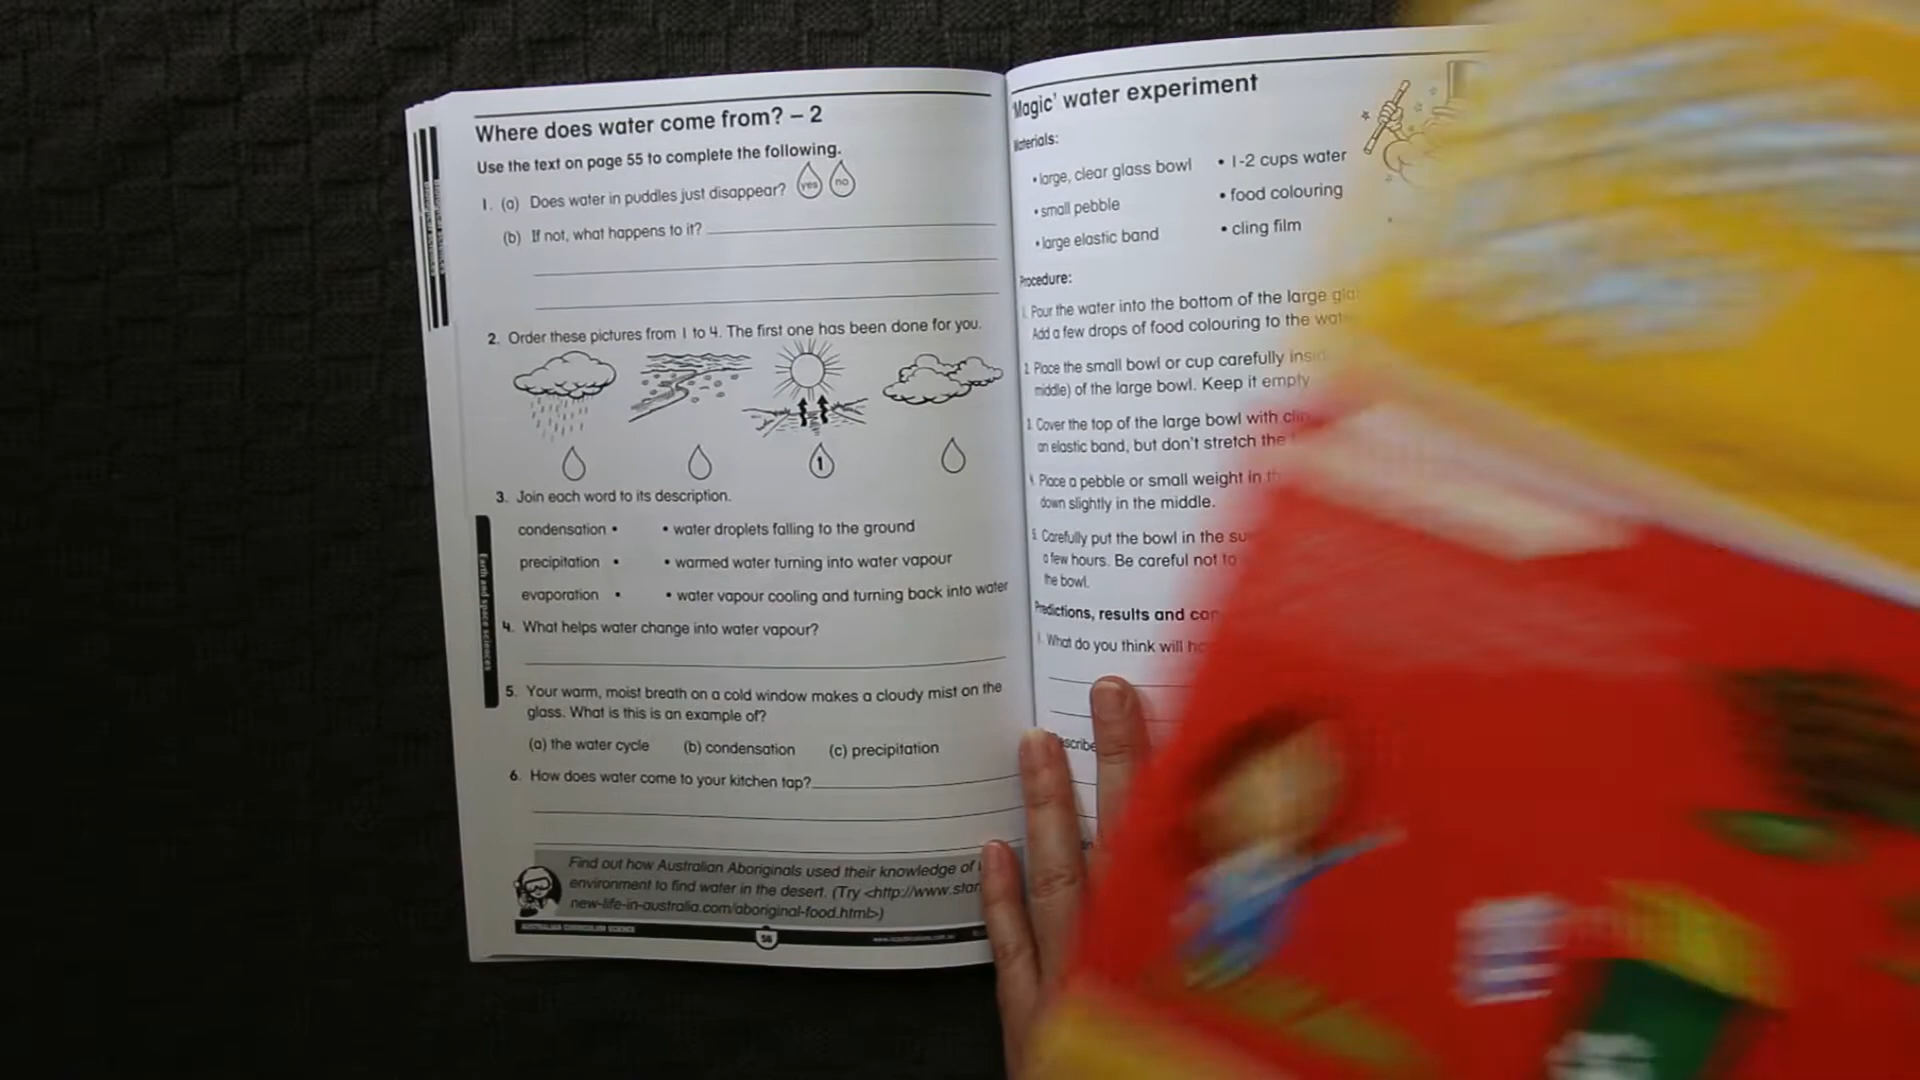 Where does water come from? – 2
Use the text on page 55 to complete the following.
1. (a) Does water in puddles just disappear? yes no
(b) If not, what happens to it?
2. Order these pictures from 1 to 4. The first one has been done for you.
1
3. Join each word to its description.
condensation • • water droplets falling to the ground
precipitation • • warmed water turning into water vapour
evaporation • • water vapour cooling and turning back into water
4. What helps water change into water vapour?
5. Your warm, moist breath on a cold window makes a cloudy mist on the
glass. What is this is an example of?
(a) the water cycle (b) condensation (c) precipitation
6. How does water come to your kitchen tap?
Find out how Australian Aboriginals used their knowledge of
environment to find water in the desert. (Try <http://www.star
new-life-in-australia.com/aboriginal-food.html>)
AUSTRALIAN CURRICULUM SCIENCE
56
Earth and space sciences
'Magic' water experiment
Materials:
• large, clear glass bowl • 1-2 cups water
• small pebble • food colouring
• large elastic band • cling film
Procedure:
1. Pour the water into the bottom of the large
Add a few drops of food colouring to the
2. Place the small bowl or cup carefully
middle) of the large bowl. Keep it empty
3. Cover the top of the large bowl with
an elastic band, but don't stretch the
4. Place a pebble or small weight in
down slightly in the middle.
5. Carefully put the bowl in the
a few hours. Be careful not to
the bowl.
Predictions, results and
1. What do you think will